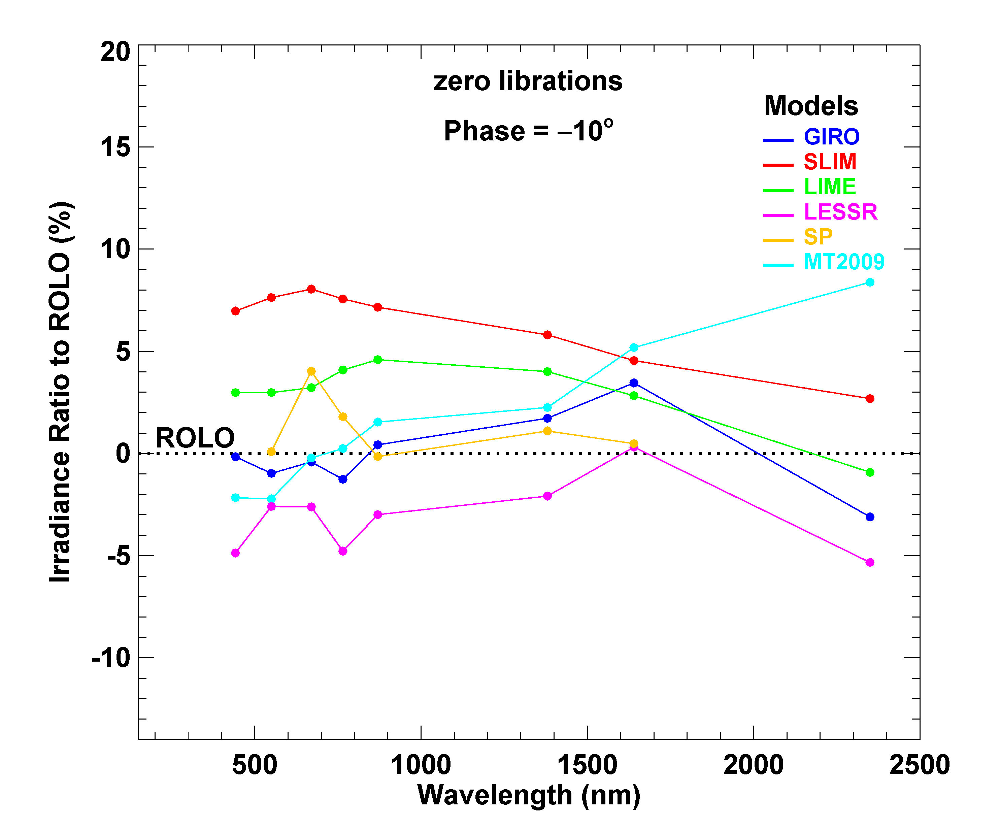 zero librations
Phase = –10°
Models
GIRO
SLIM
LIME
LESSR
SP
MT2009
ROLO
Irradiance Ratio to ROLO (%)
20
15
10
5
0
-5
-10
500 1000 1500 2000 2500
Wavelength (nm)